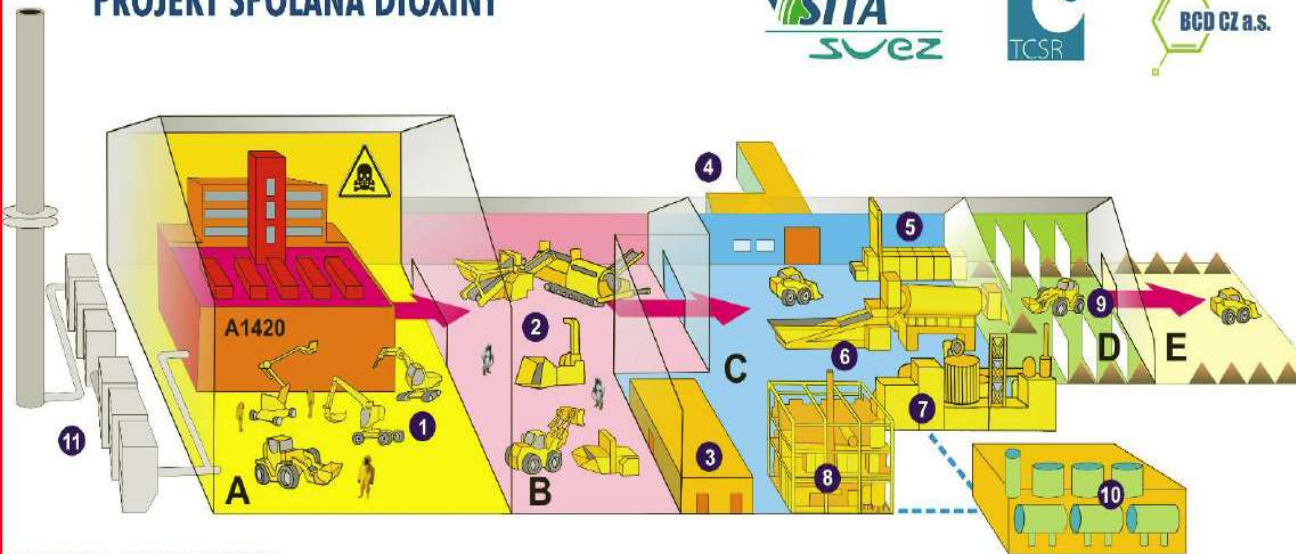 PROJEKT SPOLANA DIOXINY
SITA
SVEZ
TCSR
BCD CZ a.s.
4
5
A1420
2
9
C
D
E
6
1
7
11
3
8
10
A
B